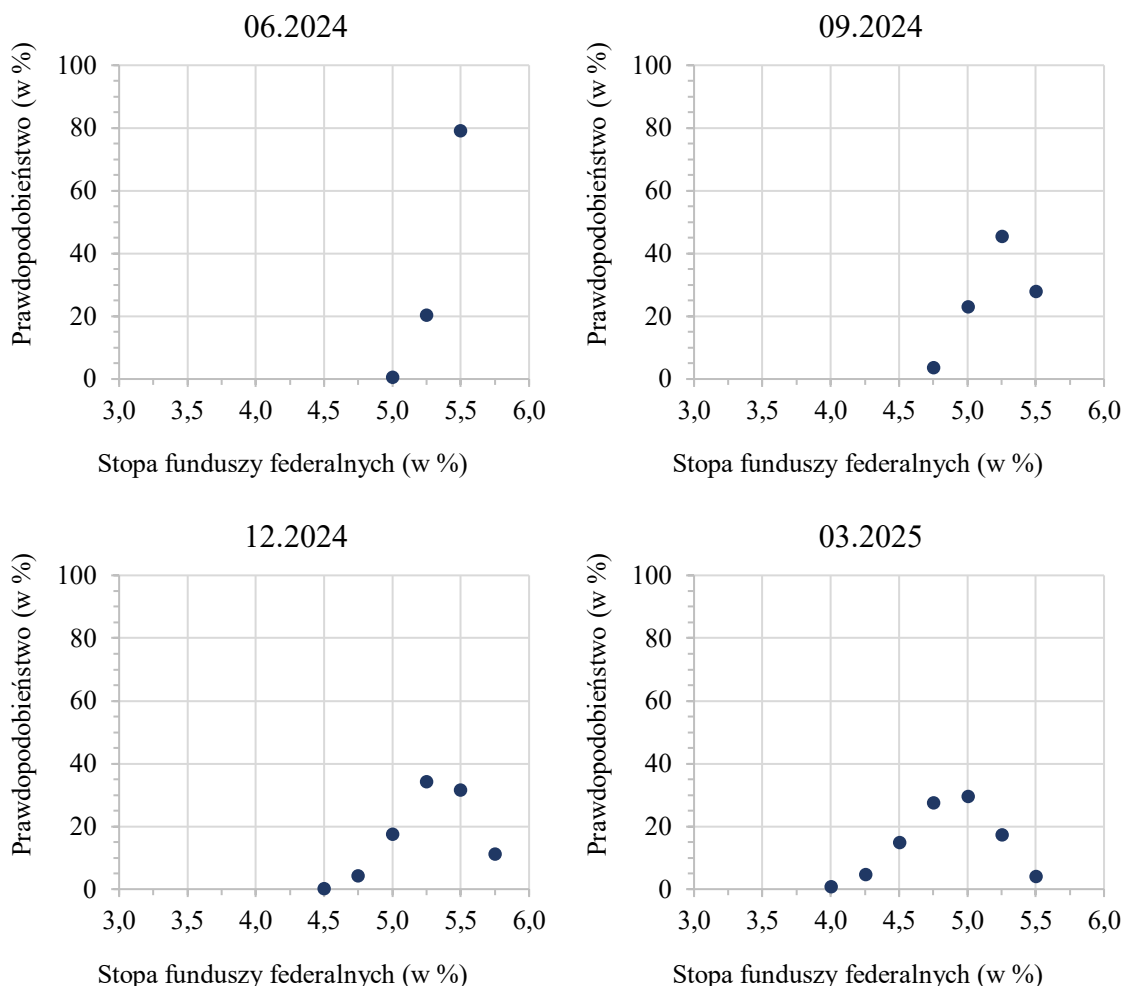 06.2024
Prawdopodobieństwo (w %)
100
80
60
40
20
0
3,0 3,5 4,0 4,5 5,0 5,5 6,0
Stopa funduszy federalnych (w %)
09.2024
Prawdopodobieństwo (w %)
100
80
60
40
20
0
3,0 3,5 4,0 4,5 5,0 5,5 6,0
Stopa funduszy federalnych (w %)
12.2024
Prawdopodobieństwo (w %)
100
80
60
40
20
0
3,0 3,5 4,0 4,5 5,0 5,5 6,0
Stopa funduszy federalnych (w %)
03.2025
Prawdopodobieństwo (w %)
100
80
60
40
20
0
3,0 3,5 4,0 4,5 5,0 5,5 6,0
Stopa funduszy federalnych (w %)